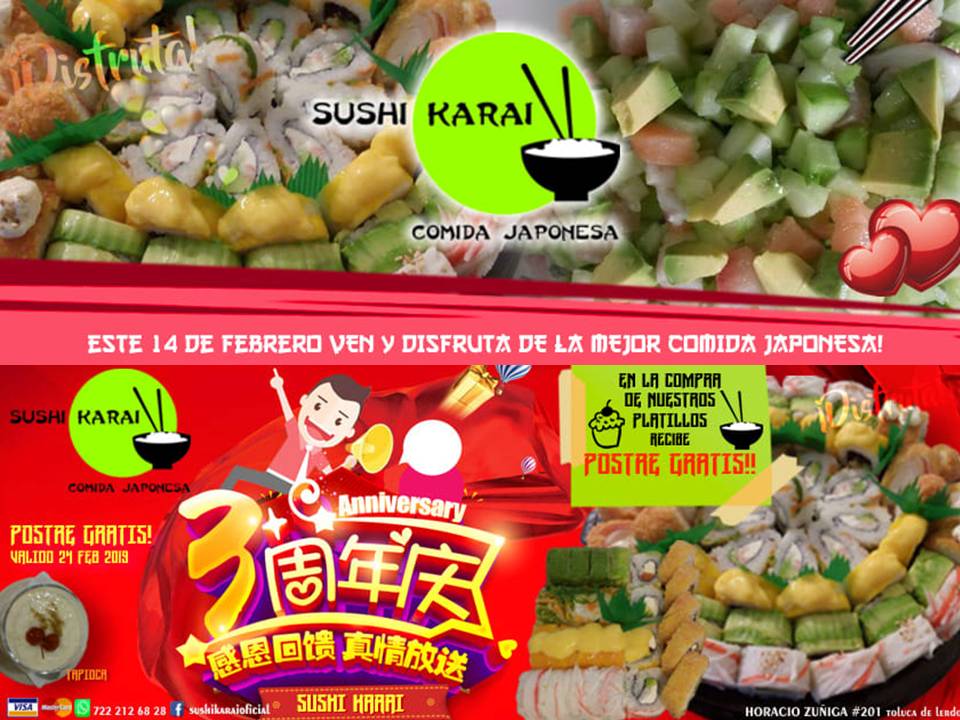 Disfruta!
SUSHI KARAI
COMIDA JAPONESA
ESTE 14 DE FEBRERO VEN Y DISFRUTA DE LA MEJOR COMIDA JAPONESA!
SUSHI KARAI
COMIDA JAPONESA
POSTRE GRATIS!
VALIDO 24 FEB 2019
TAPIOCA
Anniversary
3周年庆
感恩回馈 真情放送
SUSHI KARAI
EN LA COMPRA
DE NUESTROS
PLATILLOS
RECIBE
POSTRE GRATIS!!
Disfruta!
VISA MasterCard 722 212 68 28 sushikaraioficial
HORACIO ZUÑIGA #201 TOLUCA DE LERDO